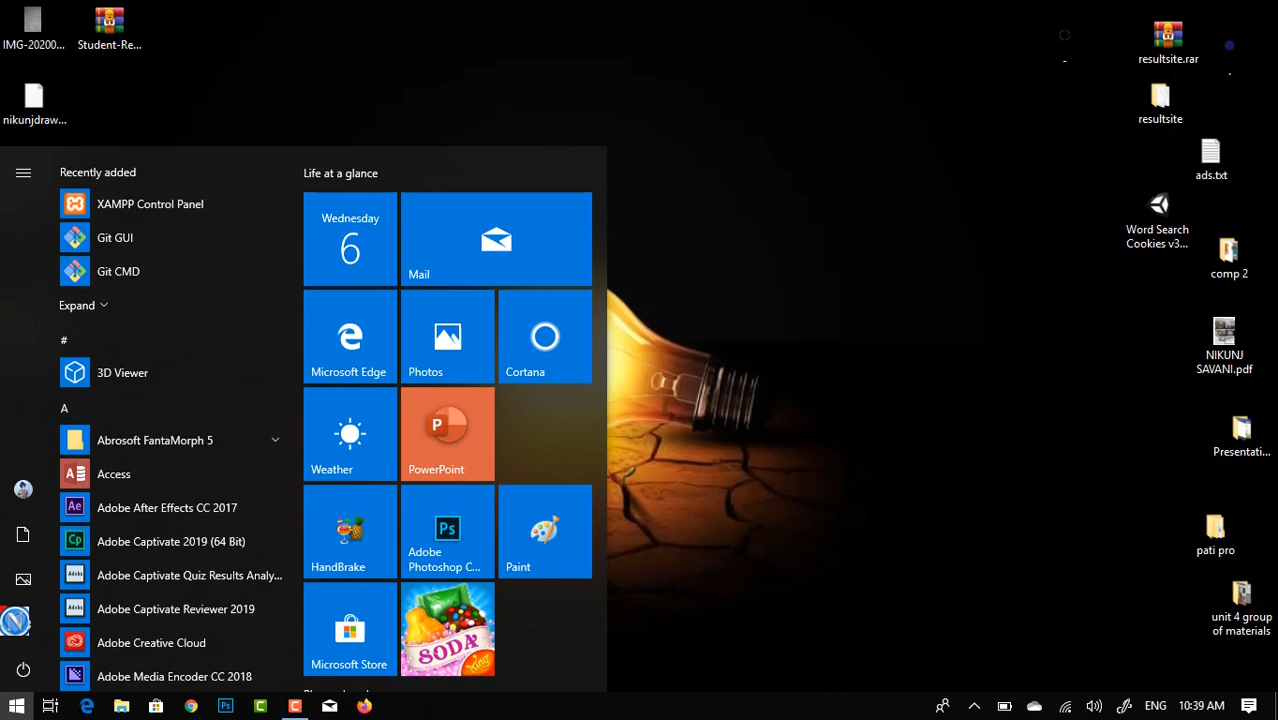 IMG-20200...
Student-Re...
nikunjdraw...
resultsite.rar
-
.
resultsite
ads.txt
Word Search
Cookies v3...
comp 2
NIKUNJ
SAVANI.pdf
Presentati...
pati pro
unit 4 group
of materials
Recently added
XAMPP Control Panel
Git GUI
Git CMD
Expand
#
3D Viewer
A
Abrosoft FantaMorph 5
Access
Adobe After Effects CC 2017
Adobe Captivate 2019 (64 Bit)
Adobe Captivate Quiz Results Analy...
Adobe Captivate Reviewer 2019
Adobe Creative Cloud
Adobe Media Encoder CC 2018
Life at a glance
Wednesday
6
Mail
Microsoft Edge
Photos
Cortana
Weather
P
PowerPoint
HandBrake
Ps
Adobe
Photoshop C...
Paint
Microsoft Store
SODA
King
ENG
10:39 AM